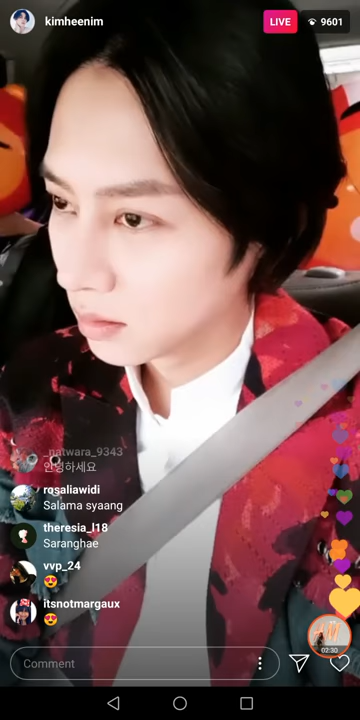 kimheenim
LIVE
9601
_natwara_9343
안녕하세요
rosaliawidi
Salama syaang
theresia_l18
Saranghae
vvp_24
😍
itsnotmargaux
😍
02:30
Comment